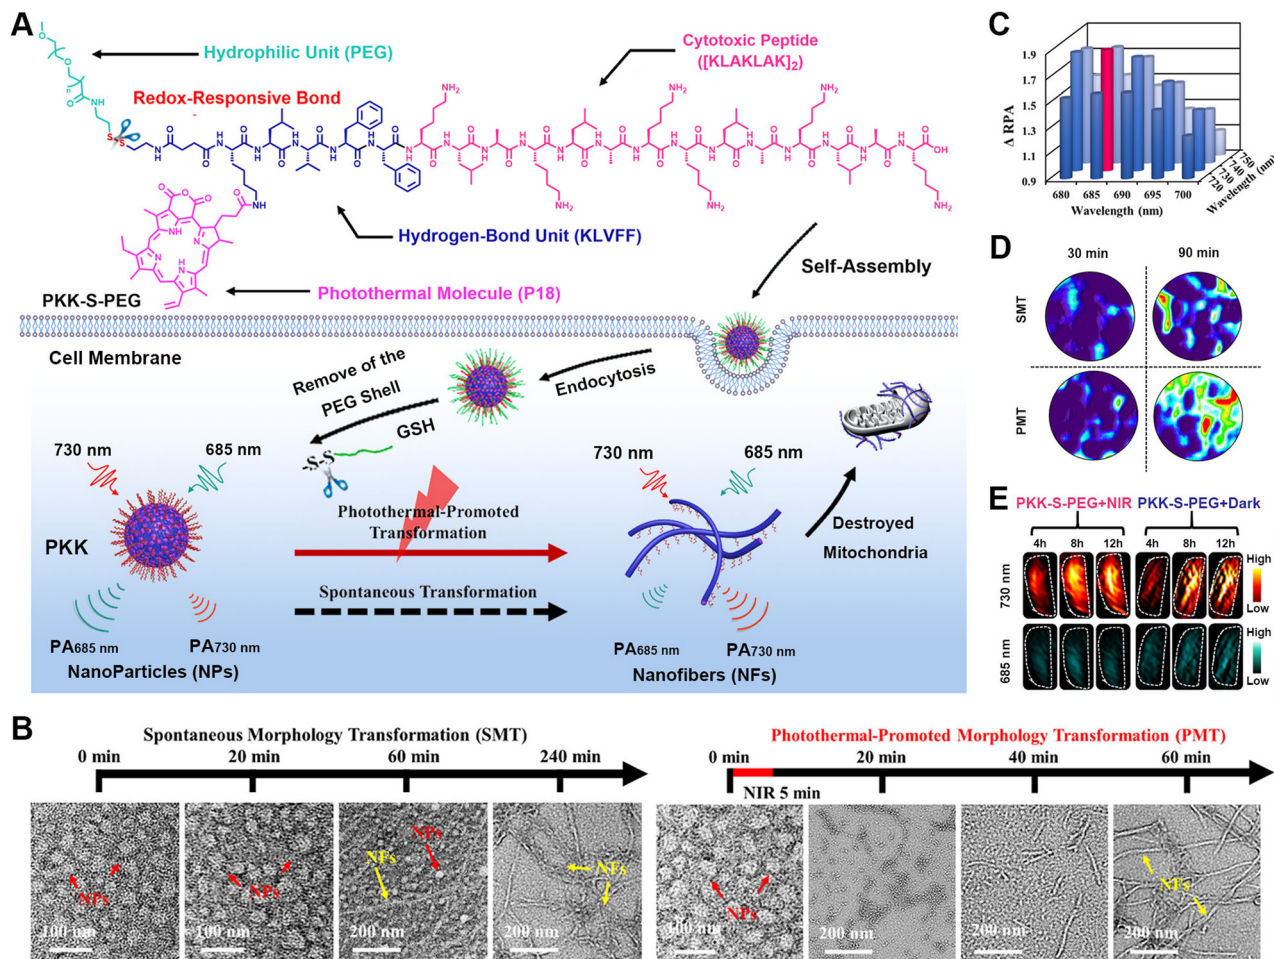 A
Hydrophilic Unit (PEG)
Cytotoxic Peptide
([KLAKLAK]2)
Redox-Responsive Bond
Hydrogen-Bond Unit (KLVFF)
Photothermal Molecule (P18)
PKK-S-PEG
Self-Assembly
Cell Membrane
Endocytosis
Remove of the
PEG Shell
GSH
-S-S-
730 nm
685 nm
PKK
Photothermal-Promoted
Transformation
Spontaneous Transformation
730 nm
685 nm
Destroyed
Mitochondria
PA685 nm
PA730 nm
NanoParticles (NPs)
PA685 nm
PA730 nm
Nanofibers (NFs)
C
Δ RPA
1.9
1.7
1.5
1.3
1.1
0.9
680 685 690 695 700
Wavelength (nm)
720 730 740 750
Wavelength (nm)
D
30 min 90 min
SMT
PMT
E
PKK-S-PEG+NIR PKK-S-PEG+Dark
4h 8h 12h 4h 8h 12h
730 nm
High
Low
685 nm
High
Low
B
Spontaneous Morphology Transformation (SMT)
0 min 20 min 60 min 240 min
Photothermal-Promoted Morphology Transformation (PMT)
0 min 20 min 40 min 60 min
NIR 5 min
NPs
100 nm
NPs
100 nm
NPs
NFs
200 nm
NFs
200 nm
NPs
100 nm
200 nm
200 nm
NFs
200 nm